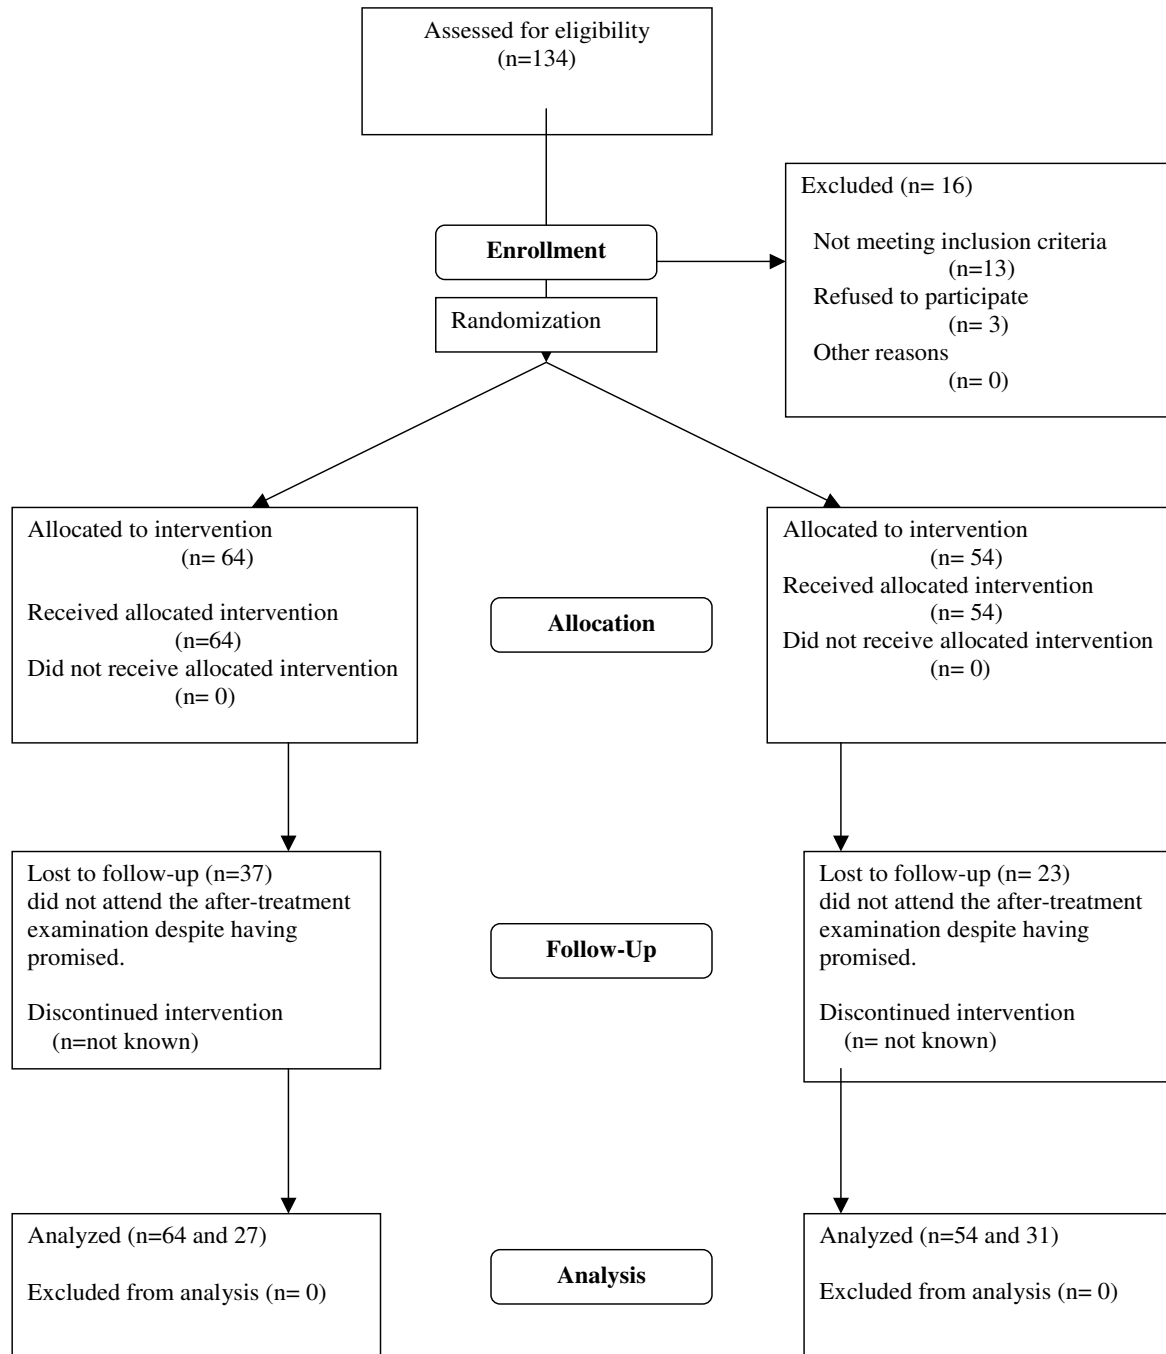 Assessed for eligibility
(n=134)
Excluded (n= 16)
Not meeting inclusion criteria
(n=13)
Refused to participate
(n= 3)
Other reasons
(n= 0)
Enrollment
Randomization
Allocated to intervention
(n= 64)
Received allocated intervention
(n=64)
Did not receive allocated intervention
(n= 0)
Allocation
Allocated to intervention
(n= 54)
Received allocated intervention
(n= 54)
Did not receive allocated intervention
(n= 0)
Lost to follow-up (n=37)
did not attend the after-treatment
examination despite having
promised.
Discontinued intervention
(n=not known)
Follow-Up
Lost to follow-up (n= 23)
did not attend the after-treatment
examination despite having
promised.
Discontinued intervention
(n= not known)
Analyzed (n=64 and 27)
Excluded from analysis (n= 0)
Analysis
Analyzed (n=54 and 31)
Excluded from analysis (n= 0)